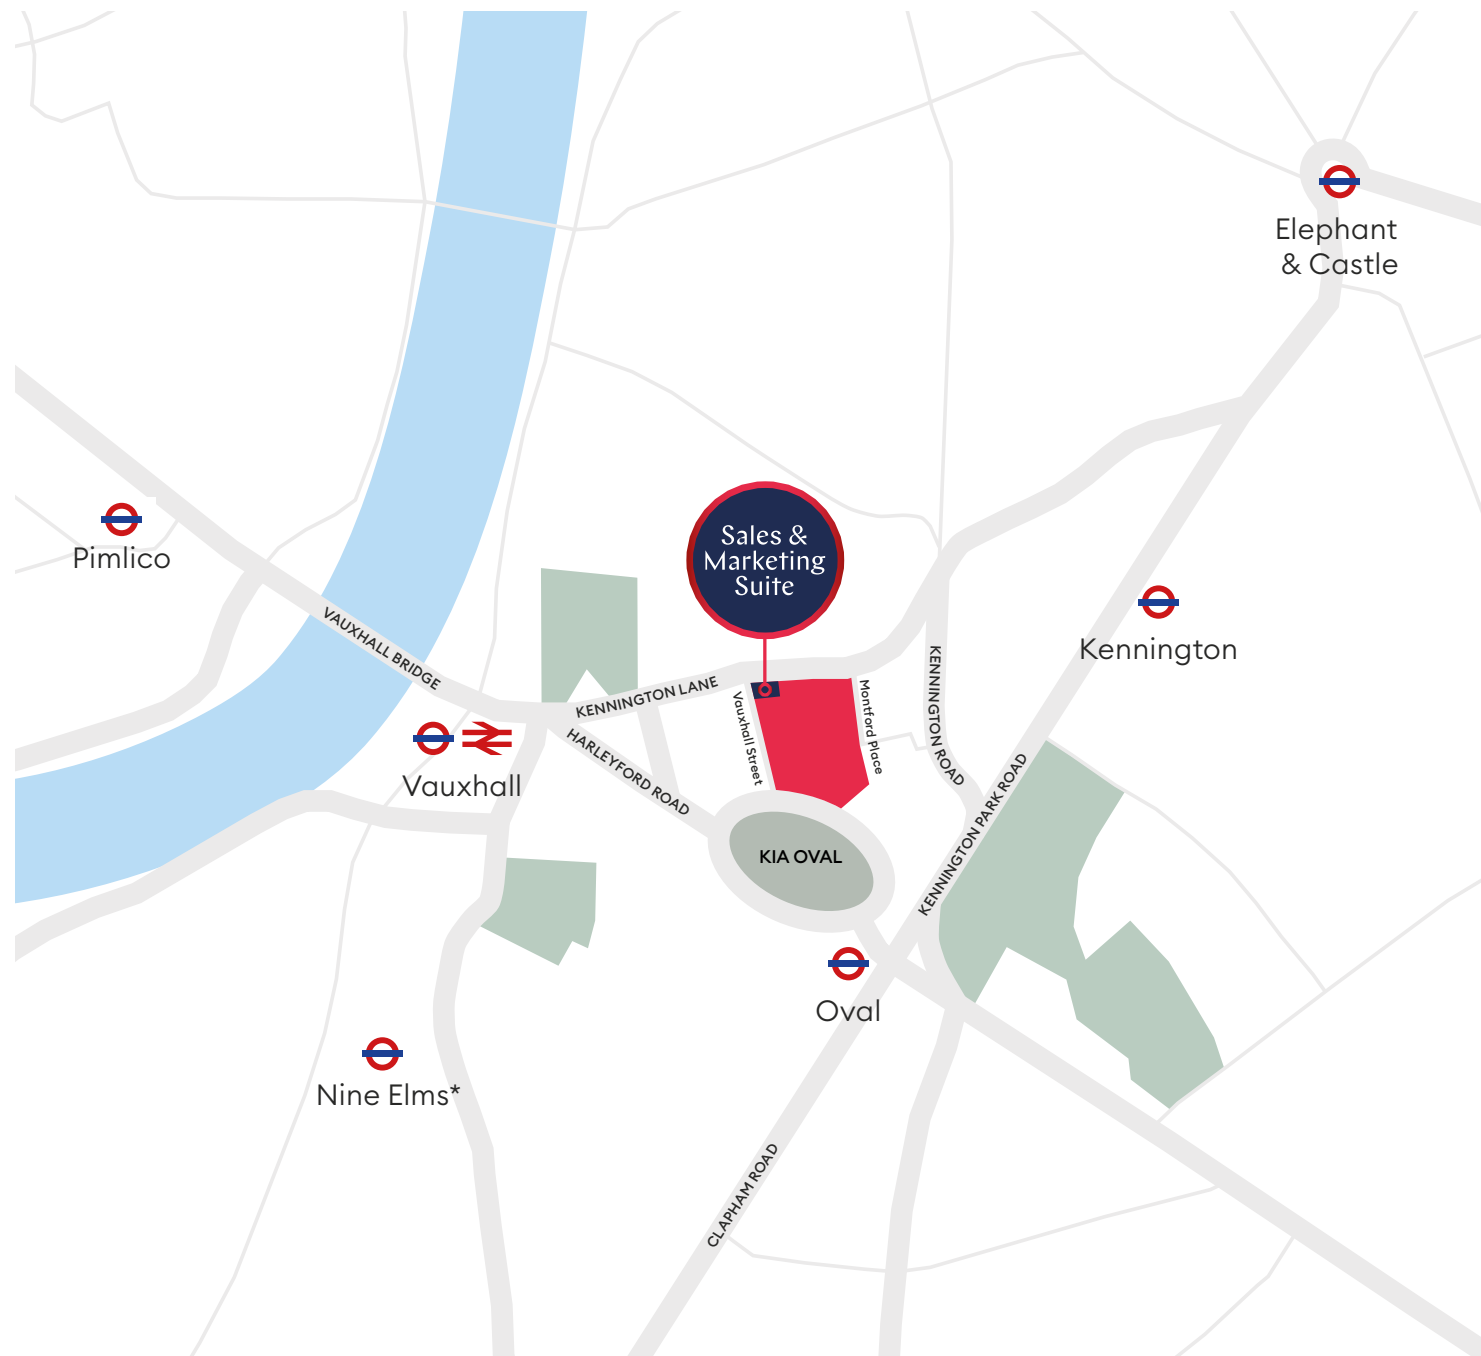 Elephant
& Castle
Sales &
Marketing
Suite
Pimlico
VAUXHALL BRIDGE
Kennington
KENNINGTON LANE
KENNINGTON ROAD
Vauxhall Street
Montford Place
HARLEYFORD ROAD
Vauxhall
KENNINGTON PARK ROAD
KIA OVAL
Oval
Nine Elms*
CLAPHAM ROAD